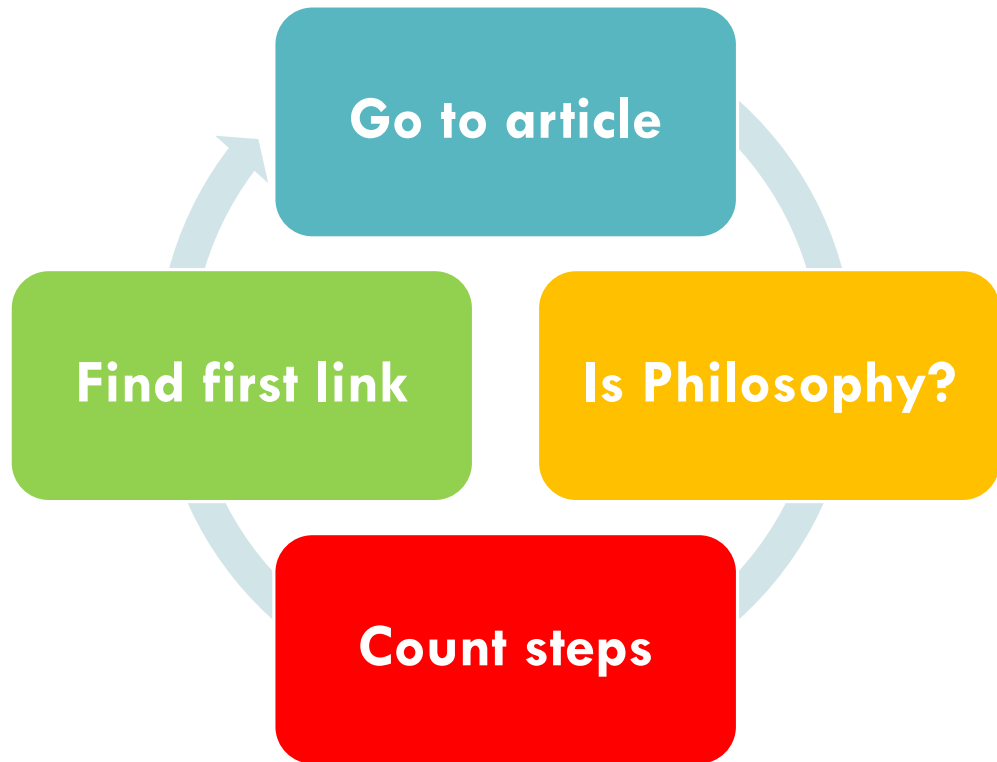 Go to article
Is Philosophy?
Count steps
Find first link